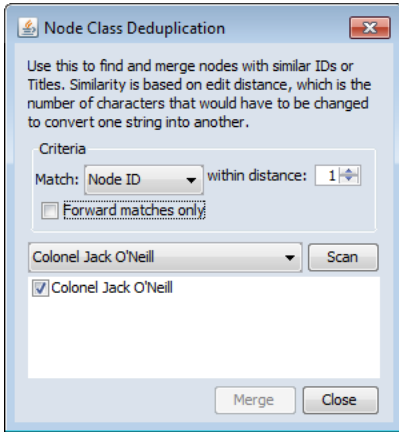 Node Class Deduplication
Use this to find and merge nodes with similar IDs or
Titles. Similarity is based on edit distance, which is the
number of characters that would have to be changed
to convert one string into another.
Criteria
Match: Node ID within distance: 1
Forward matches only
Colonel Jack O'Neill Scan
Colonel Jack O'Neill
Merge Close